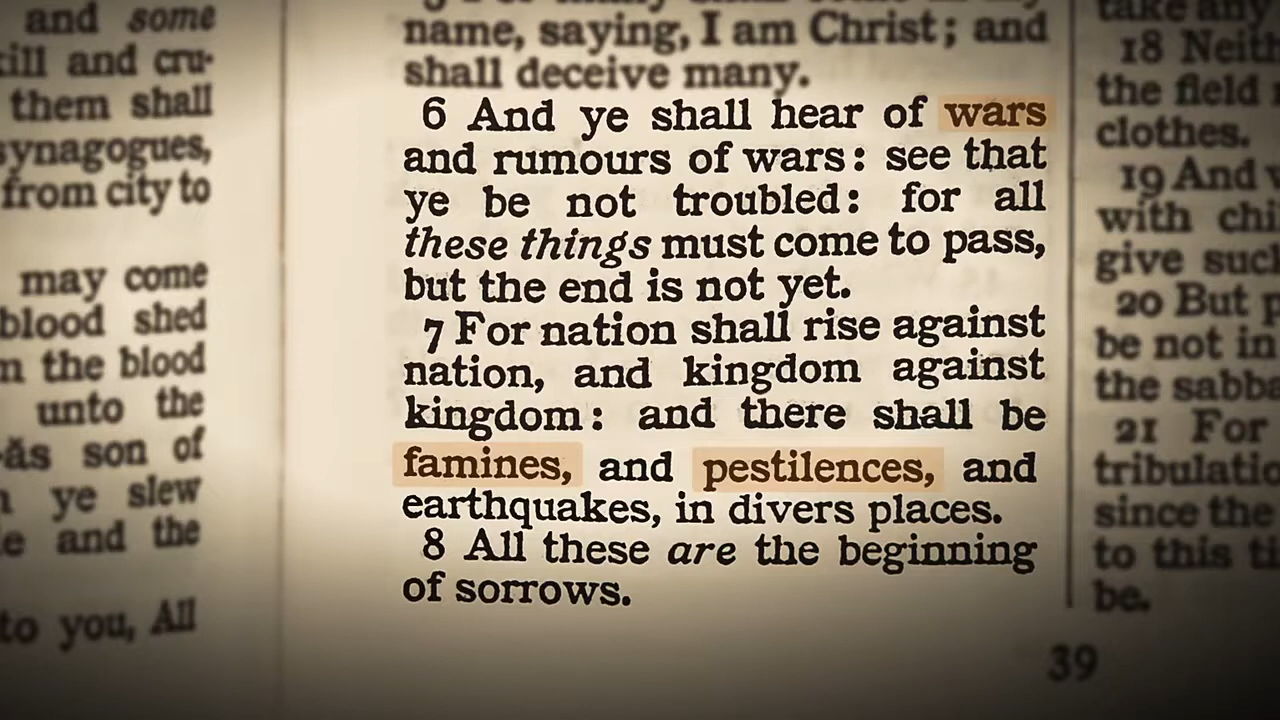 and some
kill and cru-
them shall
synagogues,
from city to
may come
blood shed
the blood
unto the
son of
ye slew
and the
to you, All
name, saying, I am Christ; and
shall deceive many.
6 And ye shall hear of wars
and rumours of wars: see that
ye be not troubled: for all
these things must come to pass,
but the end is not yet.
7 For nation shall rise against
nation, and kingdom against
kingdom: and there shall be
famines, and pestilences, and
earthquakes, in divers places.
8 All these are the beginning
of sorrows.
take any
18 Neith
the field
clothes.
19 And
with chi
give suc
20 But
be not in
the sabba
21 For
tribulatio
since the
to this ti
be.
39